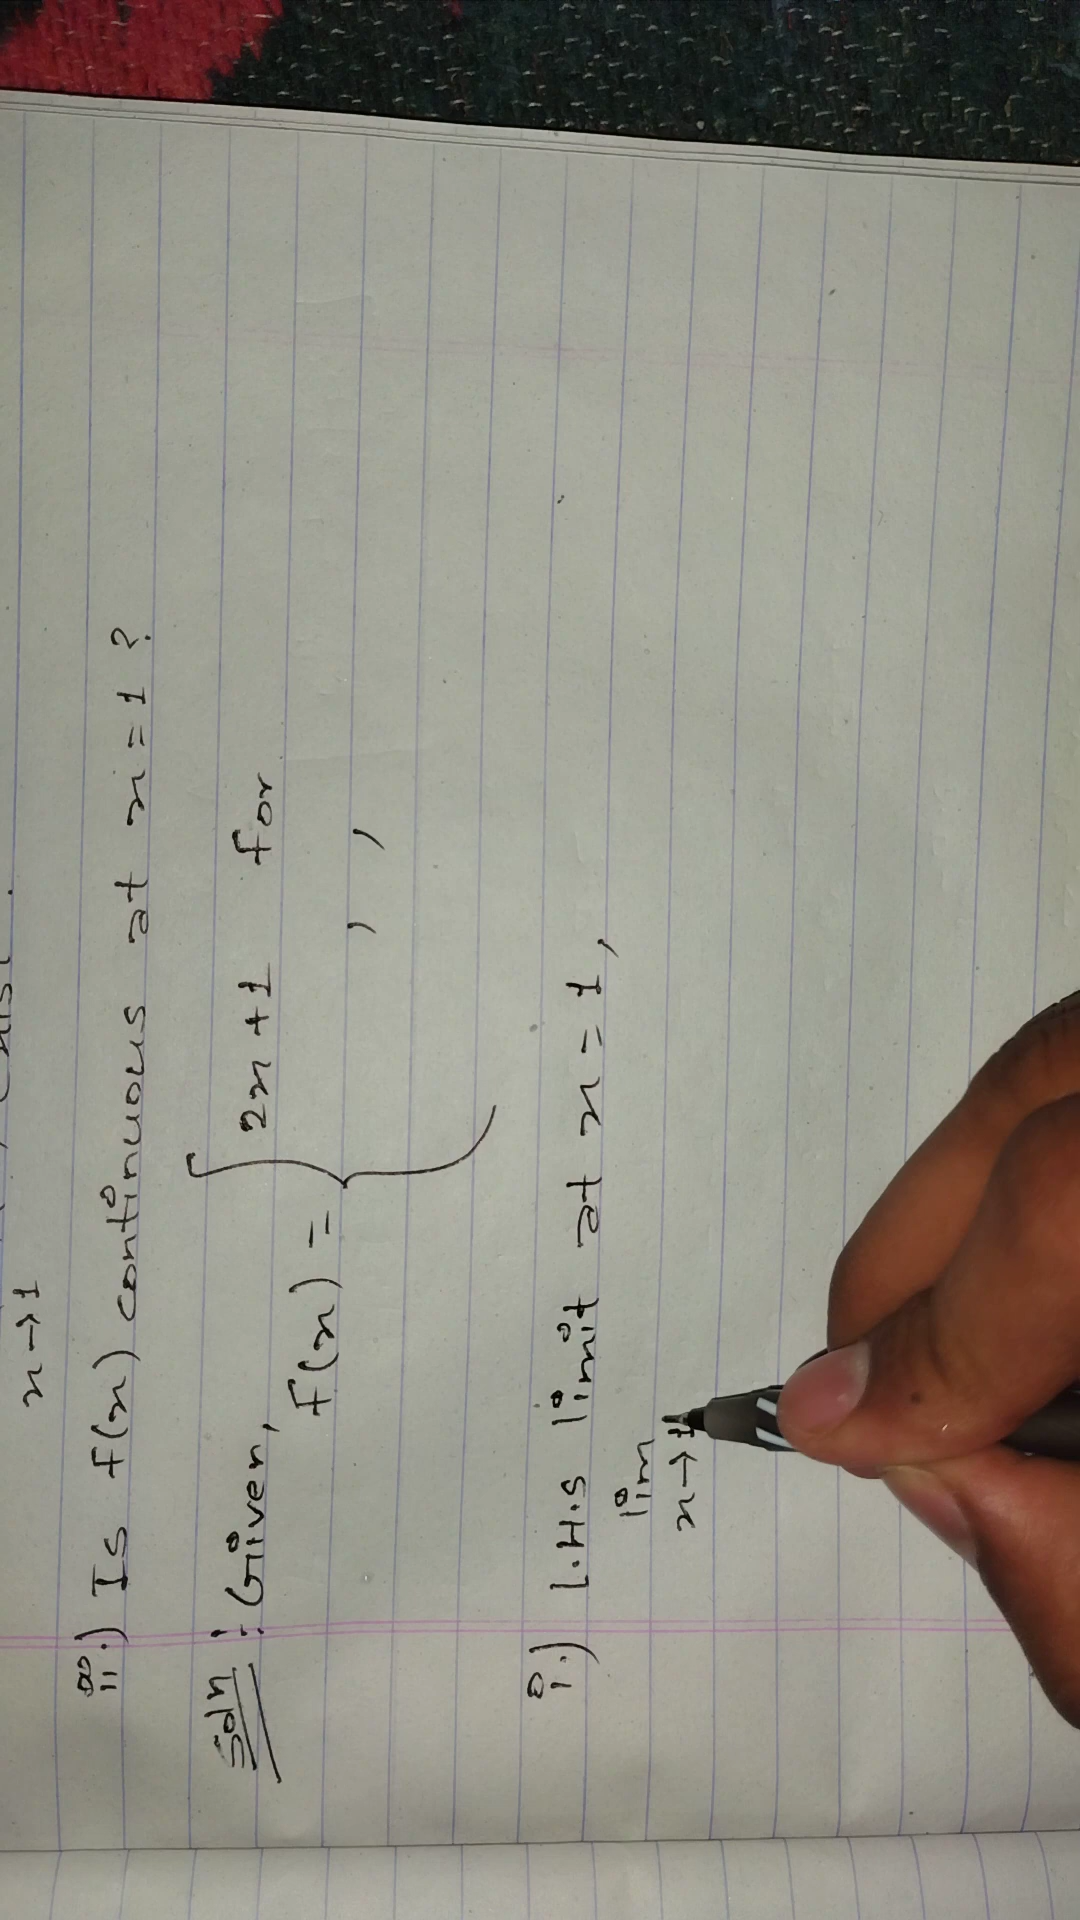 x→1
ii.) Is f(x) continuous at x = 1 ?
Soln : Given,
2x+1 for
f(x) =
, ,
i.) L.H.S limit at x = 1,
lim
x→1